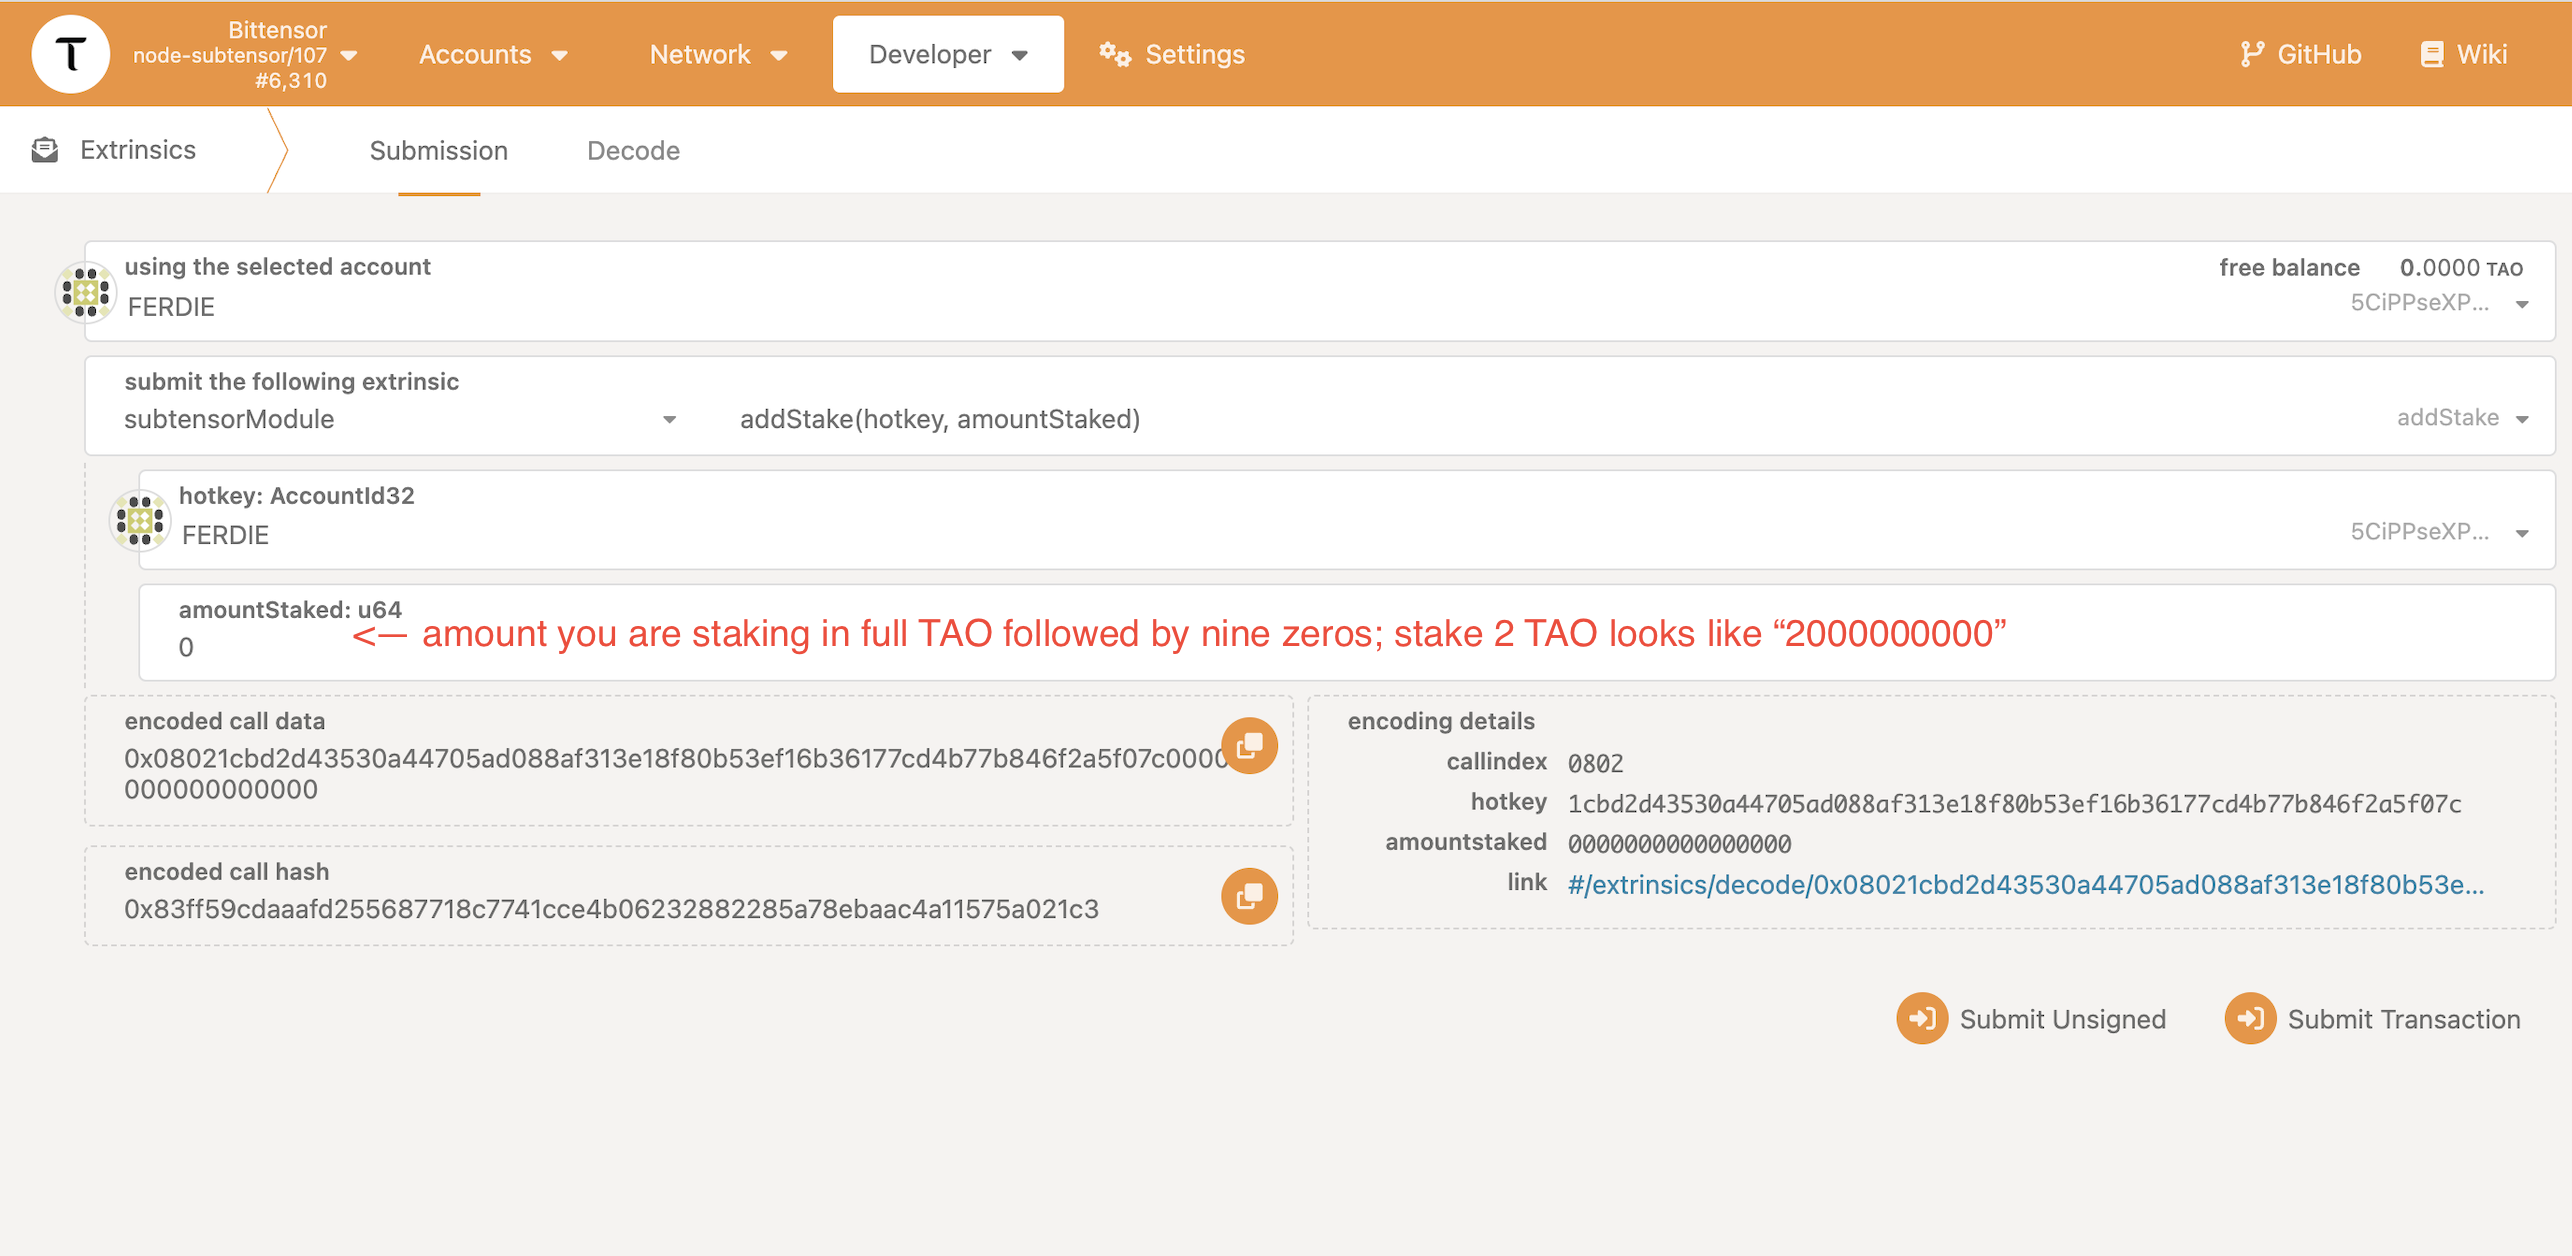 Bittensor
node-subtensor/107
#6,310
Accounts
Network
Developer
Settings
GitHub
Wiki
Extrinsics
Submission
Decode
using the selected account
FERDIE
free balance 0.0000 TAO
5CiPPseXP...
submit the following extrinsic
subtensorModule
addStake(hotkey, amountStaked)
addStake
hotkey: AccountId32
FERDIE
5CiPPseXP...
amountStaked: u64
0
<— amount you are staking in full TAO followed by nine zeros; stake 2 TAO looks like “2000000000”
encoded call data
0x08021cbd2d43530a44705ad088af313e18f80b53ef16b36177cd4b77b846f2a5f07c0000
000000000000
encoded call hash
0x83ff59cdaaafd255687718c7741cce4b06232882285a78ebaac4a11575a021c3
encoding details
callindex 0802
hotkey 1cbd2d43530a44705ad088af313e18f80b53ef16b36177cd4b77b846f2a5f07c
amountstaked 0000000000000000
link #/extrinsics/decode/0x08021cbd2d43530a44705ad088af313e18f80b53e...
Submit Unsigned
Submit Transaction